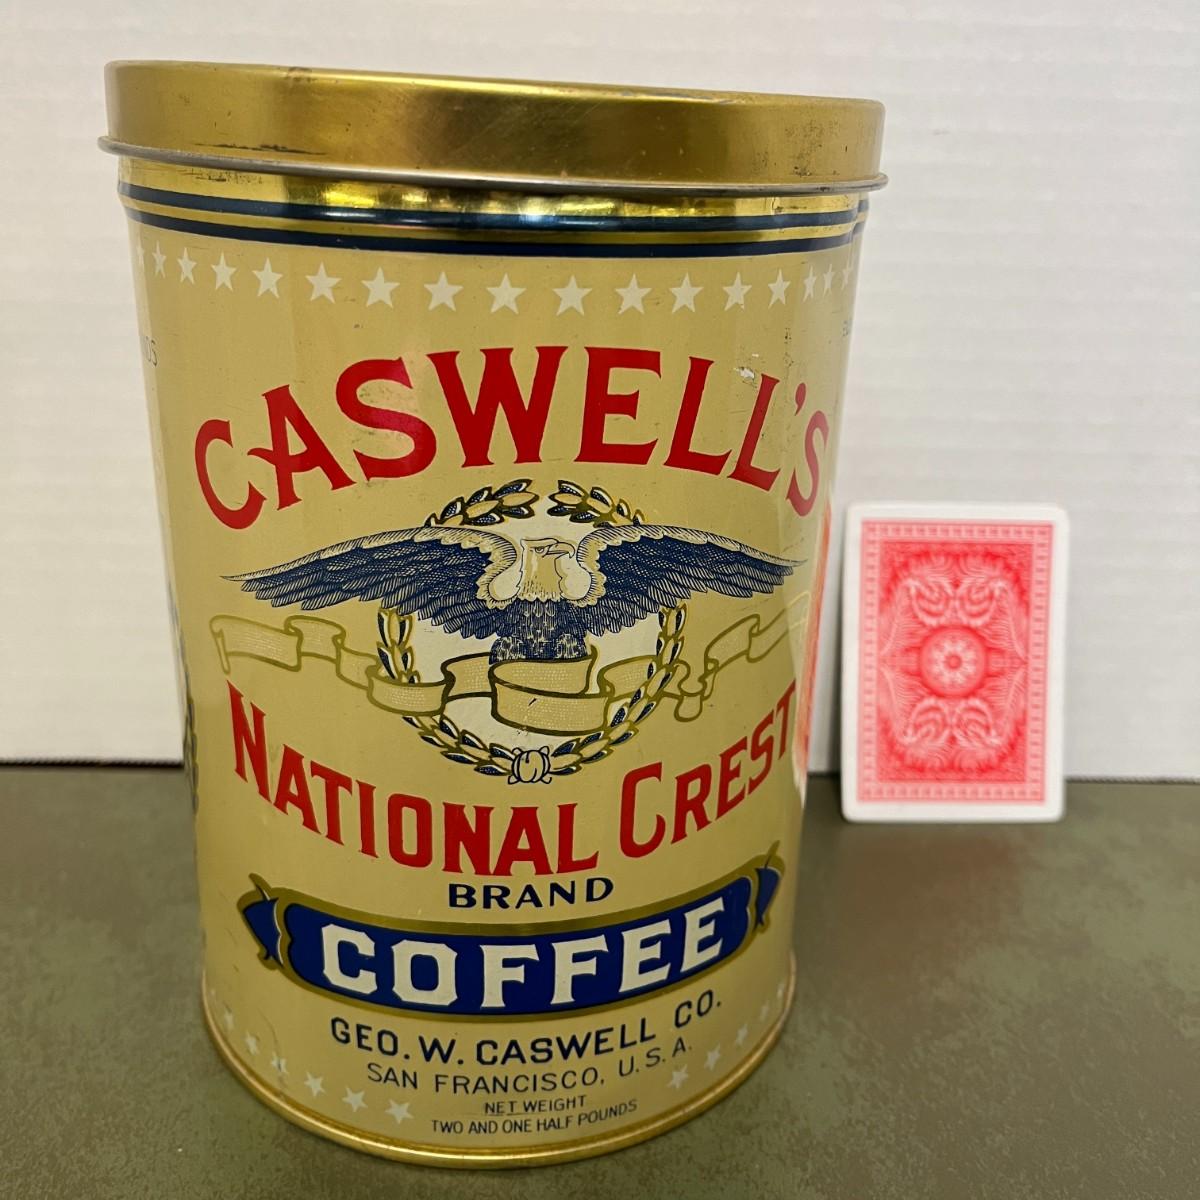 CASWELL'S
NATIONAL CREST
BRAND
COFFEE
GEO. W. CASWELL CO.
SAN FRANCISCO, U.S.A.
NET WEIGHT
TWO AND ONE HALF POUNDS